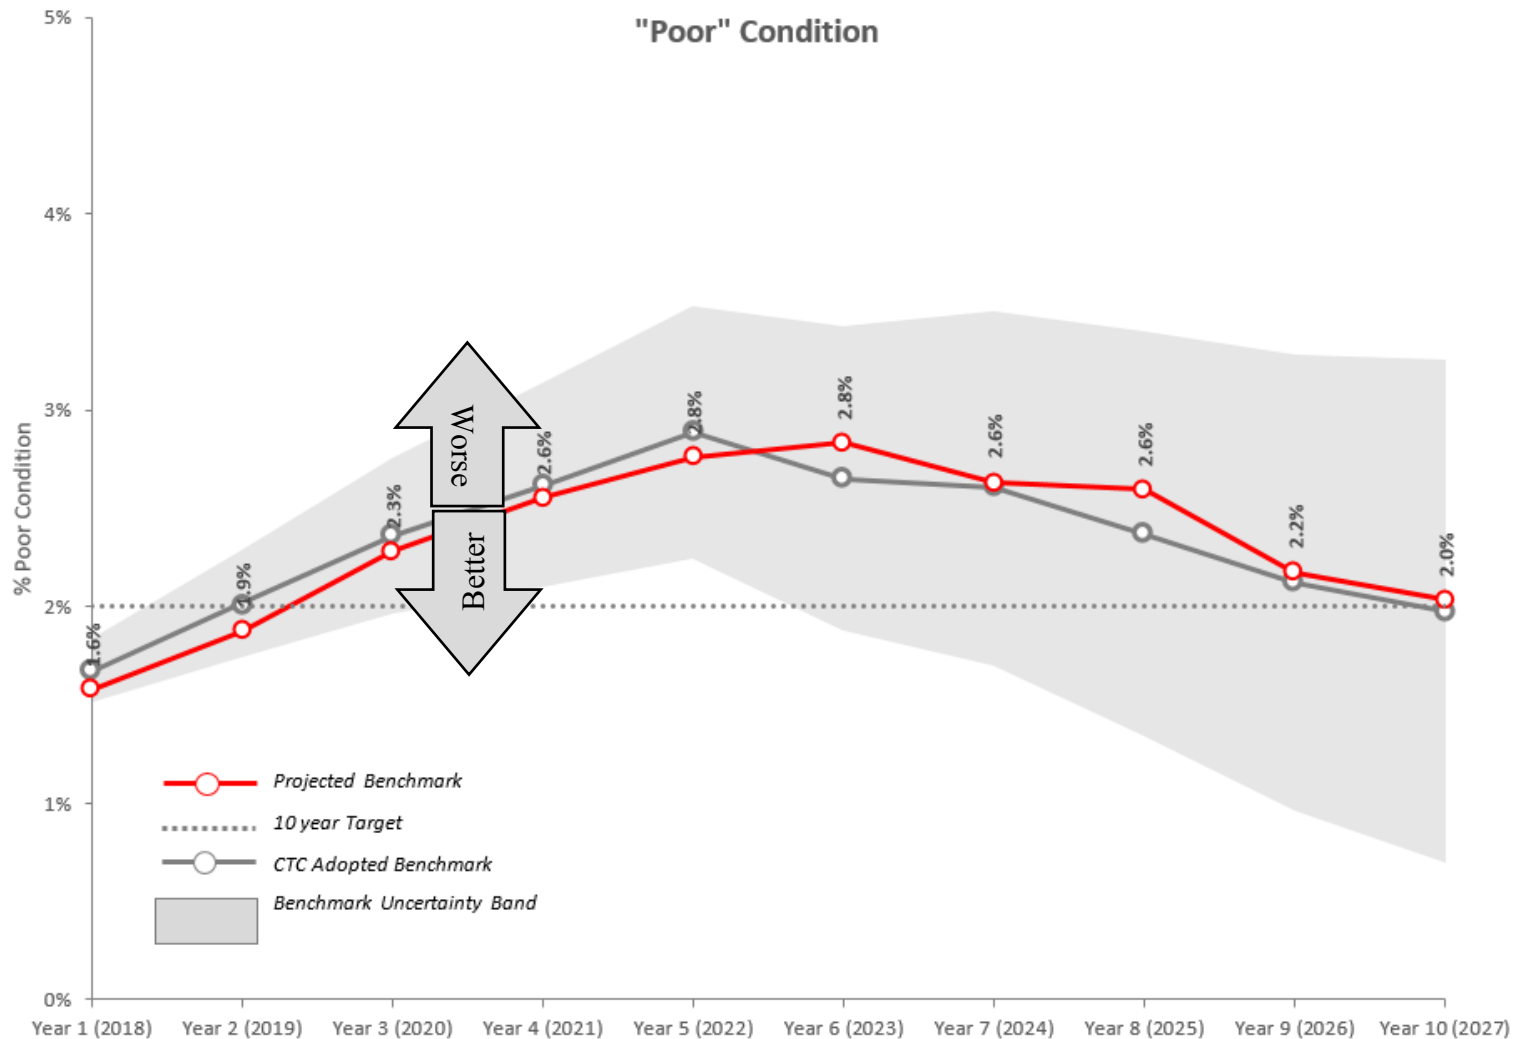 "Poor" Condition
5%
4%
3%
2%
1%
0%
% Poor Condition
1.6%
1.9%
2.3%
2.6%
2.8%
2.8%
2.6%
2.6%
2.2%
2.0%
Worse
Better
Projected Benchmark
10 year Target
CTC Adopted Benchmark
Benchmark Uncertainty Band
Year 1 (2018)
Year 2 (2019)
Year 3 (2020)
Year 4 (2021)
Year 5 (2022)
Year 6 (2023)
Year 7 (2024)
Year 8 (2025)
Year 9 (2026)
Year 10 (2027)